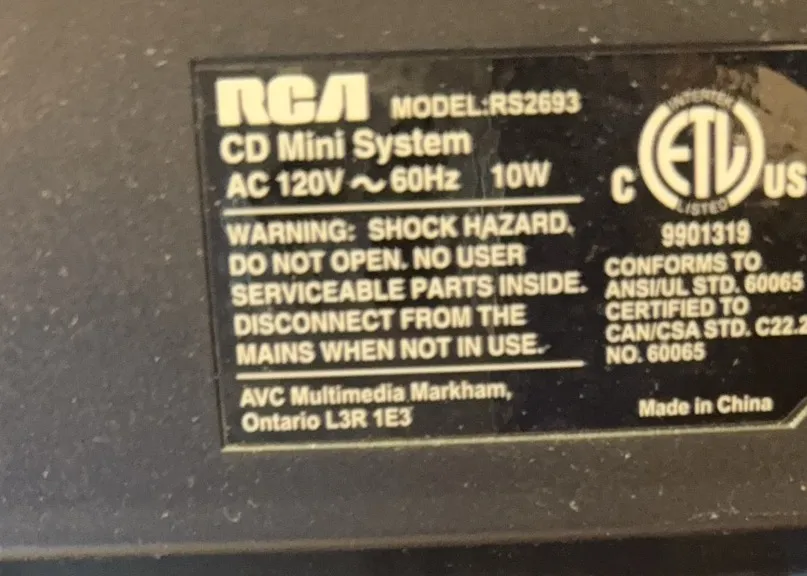 RCA MODEL:RS2693
CD Mini System
AC 120V ~ 60Hz 10W
WARNING: SHOCK HAZARD.
DO NOT OPEN. NO USER
SERVICEABLE PARTS INSIDE.
DISCONNECT FROM THE
MAINS WHEN NOT IN USE.
AVC Multimedia Markham,
Ontario L3R 1E3
INTERTEK
C ETL US
LISTED
9901319
CONFORMS TO
ANSI/UL STD. 60065
CERTIFIED TO
CAN/CSA STD. C22.2
NO. 60065
Made in China